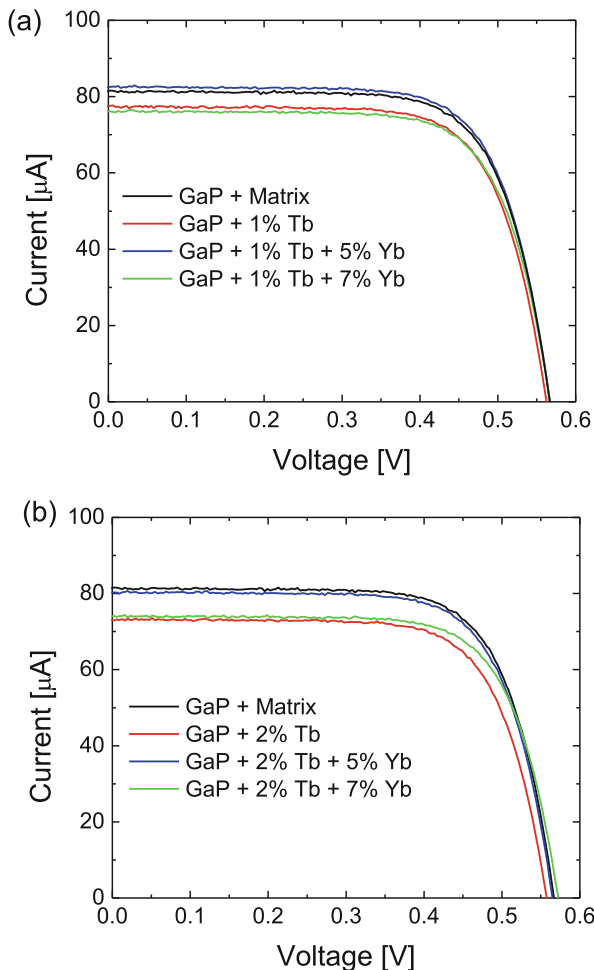 (a)
100
80
60
40
20
0
Current [µA]
GaP + Matrix
GaP + 1% Tb
GaP + 1% Tb + 5% Yb
GaP + 1% Tb + 7% Yb
0.0 0.1 0.2 0.3 0.4 0.5 0.6
Voltage [V]
(b)
100
80
60
40
20
0
Current [µA]
GaP + Matrix
GaP + 2% Tb
GaP + 2% Tb + 5% Yb
GaP + 2% Tb + 7% Yb
0.0 0.1 0.2 0.3 0.4 0.5 0.6
Voltage [V]